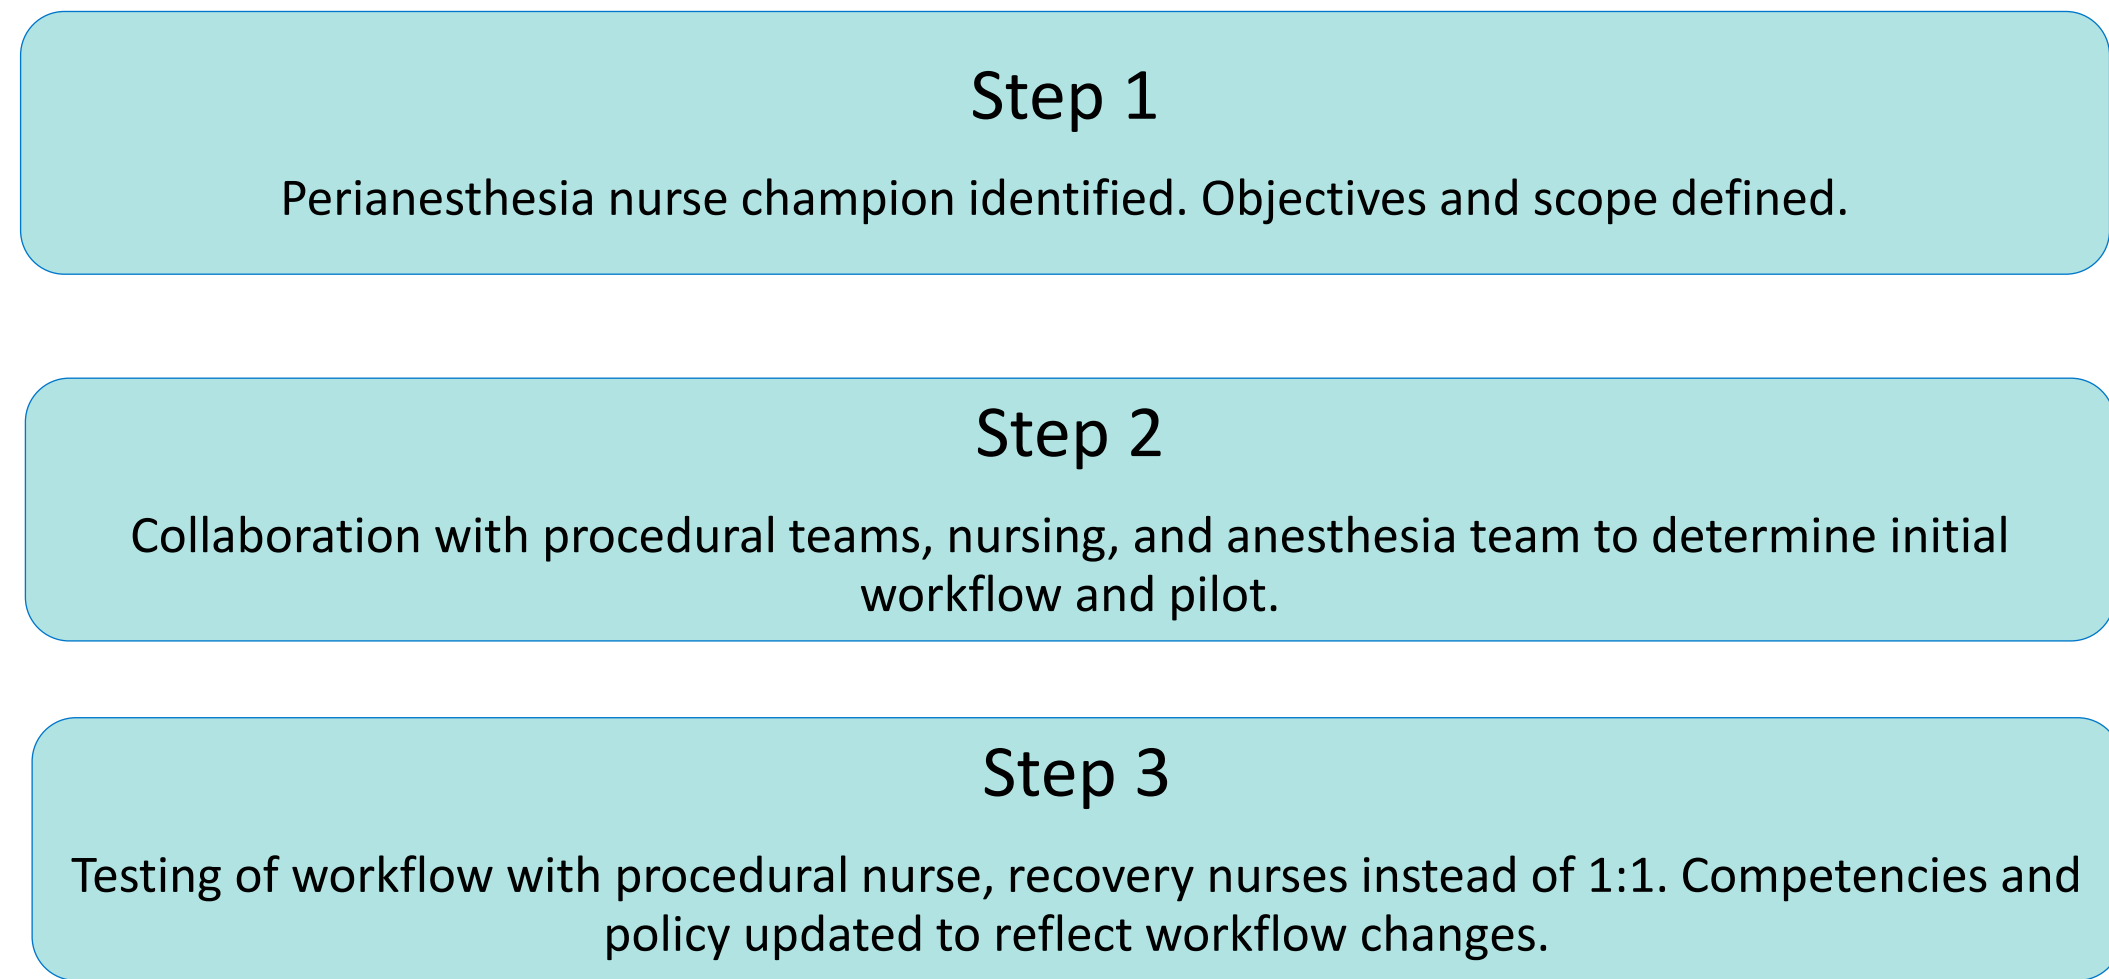 Step 1
Perianesthesia nurse champion identified. Objectives and scope defined.
Step 2
Collaboration with procedural teams, nursing, and anesthesia team to determine initial
workflow and pilot.
Step 3
Testing of workflow with procedural nurse, recovery nurses instead of 1:1. Competencies and
policy updated to reflect workflow changes.